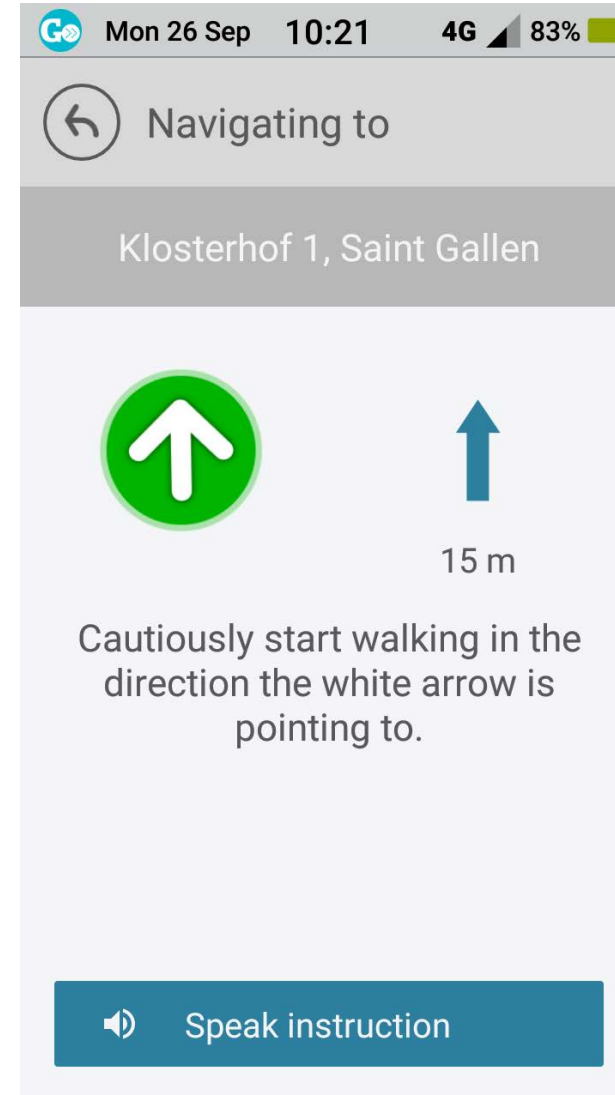 Go Mon 26 Sep 10:21 4G 83%
Navigating to
Klosterhof 1, Saint Gallen
15 m
Cautiously start walking in the
direction the white arrow is
pointing to.
Speak instruction